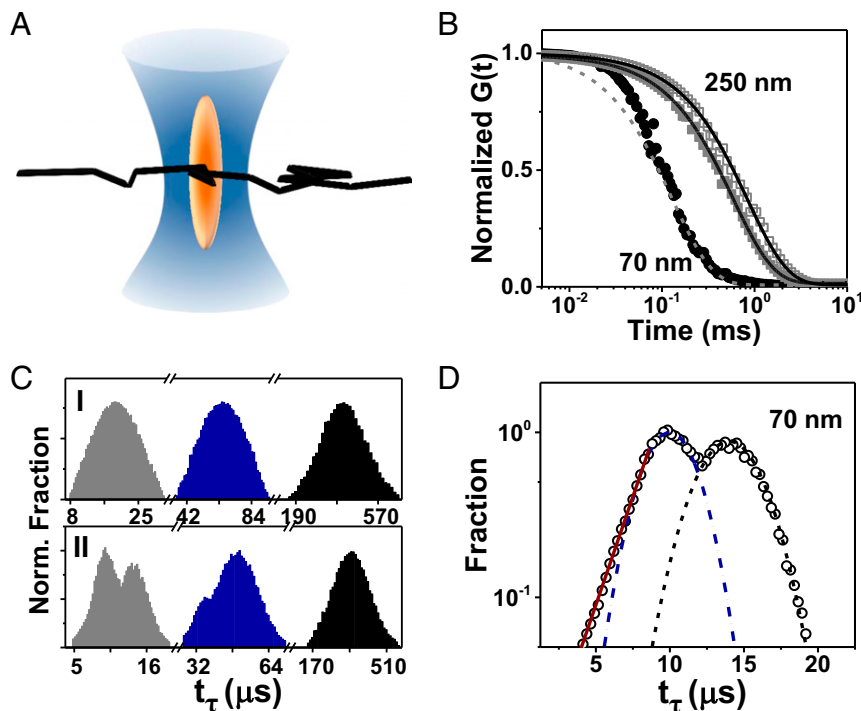 A
B
Normalized G(t)
1.0
0.5
0.0
250 nm
70 nm
10⁻² 10⁻¹ 10⁰ 10¹
Time (ms)
C
Norm. Fraction
I
8 25 42 84 190 570
II
5 16 32 64 170 510
tτ (μs)
D
Fraction
10⁰
10⁻¹
70 nm
5 10 15 20
tτ (μs)